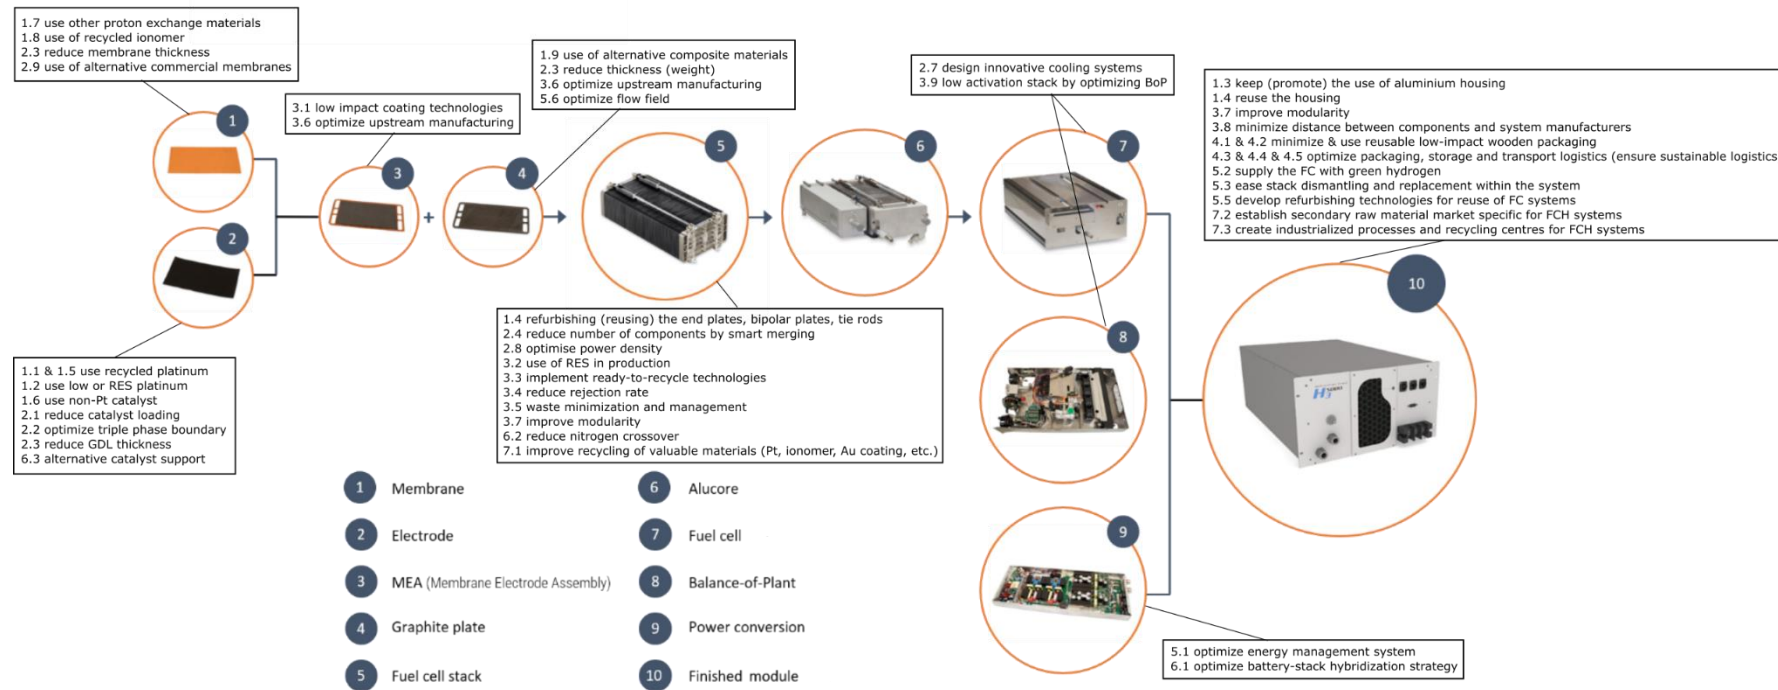 1.7 use other proton exchange materials
1.8 use of recycled ionomer
2.3 reduce membrane thickness
2.9 use of alternative commercial membranes
1
3.1 low impact coating technologies
3.6 optimize upstream manufacturing
3
1.9 use of alternative composite materials
2.3 reduce thickness (weight)
3.6 optimize upstream manufacturing
5.6 optimize flow field
4
+
5
6
2.7 design innovative cooling systems
3.9 low activation stack by optimizing BoP
7
1.3 keep (promote) the use of aluminium housing
1.4 reuse the housing
3.7 improve modularity
3.8 minimize distance between components and system manufacturers
4.1 & 4.2 minimize & use reusable low-impact wooden packaging
4.3 & 4.4 & 4.5 optimize packaging, storage and transport logistics (ensure sustainable logistics
5.2 supply the FC with green hydrogen
5.3 ease stack dismantling and replacement within the system
5.5 develop refurbishing technologies for reuse of FC systems
7.2 establish secondary raw material market specific for FCH systems
7.3 create industrialized processes and recycling centres for FCH systems
10
2
1.1 & 1.5 use recycled platinum
1.2 use low or RES platinum
1.6 use non-Pt catalyst
2.1 reduce catalyst loading
2.2 optimize triple phase boundary
2.3 reduce GDL thickness
6.3 alternative catalyst support
1.4 refurbishing (reusing) the end plates, bipolar plates, tie rods
2.4 reduce number of components by smart merging
2.8 optimise power density
3.2 use of RES in production
3.3 implement ready-to-recycle technologies
3.4 reduce rejection rate
3.5 waste minimization and management
3.7 improve modularity
6.2 reduce nitrogen crossover
7.1 improve recycling of valuable materials (Pt, ionomer, Au coating, etc.)
8
9
5.1 optimize energy management system
6.1 optimize battery-stack hybridization strategy
1 Membrane
2 Electrode
3 MEA (Membrane Electrode Assembly)
4 Graphite plate
5 Fuel cell stack
6 Alucore
7 Fuel cell
8 Balance-of-Plant
9 Power conversion
10 Finished module